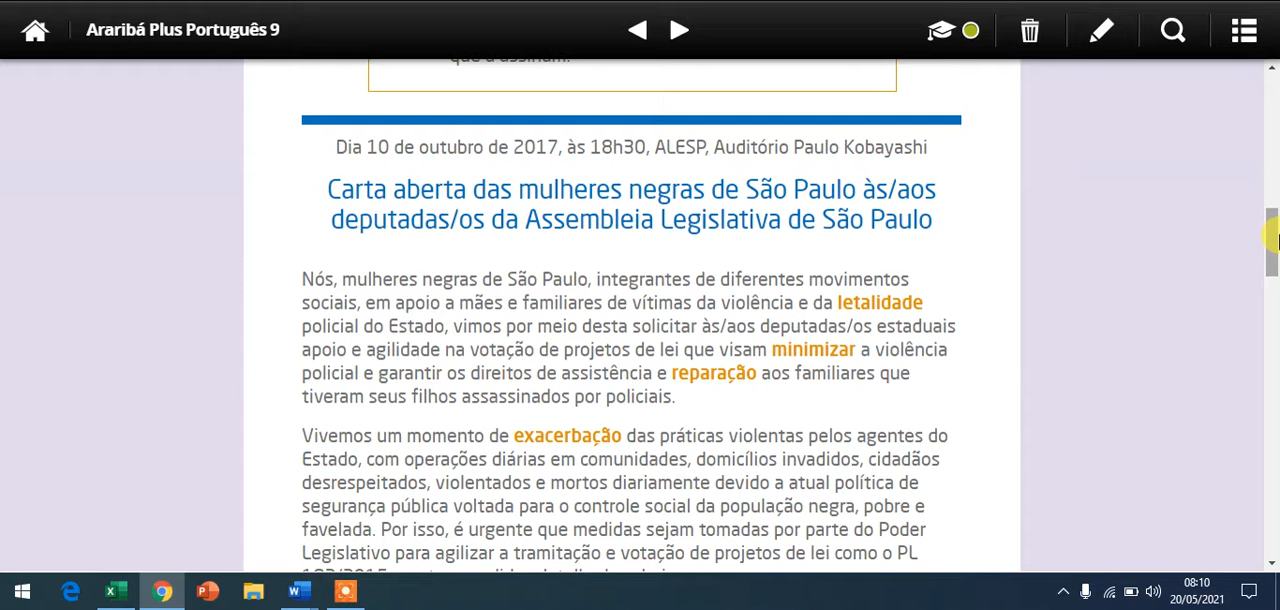 Araribá Plus Português 9
que a assinam.
Dia 10 de outubro de 2017, às 18h30, ALESP, Auditório Paulo Kobayashi
Carta aberta das mulheres negras de São Paulo às/aos
deputadas/os da Assembleia Legislativa de São Paulo
Nós, mulheres negras de São Paulo, integrantes de diferentes movimentos
sociais, em apoio a mães e familiares de vítimas da violência e da letalidade
policial do Estado, vimos por meio desta solicitar às/aos deputadas/os estaduais
apoio e agilidade na votação de projetos de lei que visam minimizar a violência
policial e garantir os direitos de assistência e reparação aos familiares que
tiveram seus filhos assassinados por policiais.
Vivemos um momento de exacerbação das práticas violentas pelos agentes do
Estado, com operações diárias em comunidades, domicílios invadidos, cidadãos
desrespeitados, violentados e mortos diariamente devido a atual política de
segurança pública voltada para o controle social da população negra, pobre e
favelada. Por isso, é urgente que medidas sejam tomadas por parte do Poder
Legislativo para agilizar a tramitação e votação de projetos de lei como o PL
08:10
20/05/2021